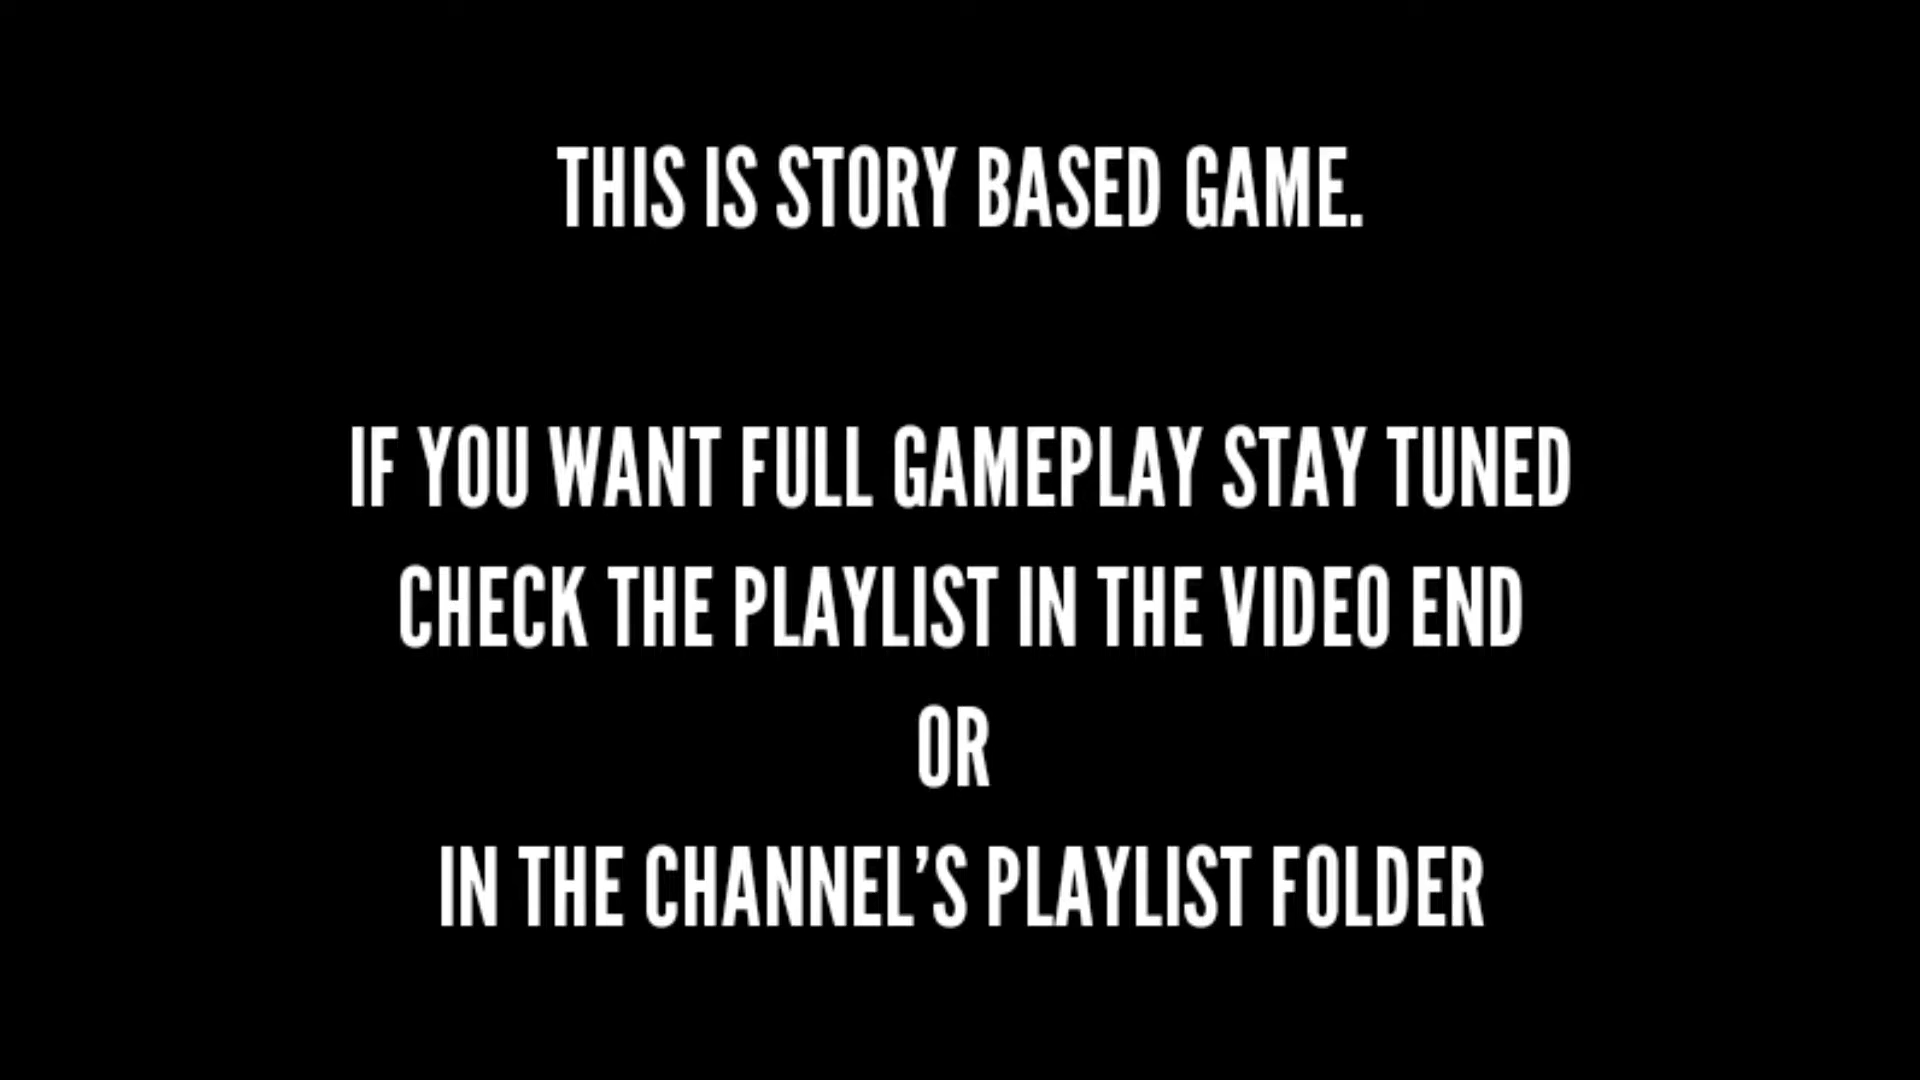 THIS IS STORY BASED GAME.
IF YOU WANT FULL GAMEPLAY STAY TUNED
CHECK THE PLAYLIST IN THE VIDEO END
OR
IN THE CHANNEL'S PLAYLIST FOLDER